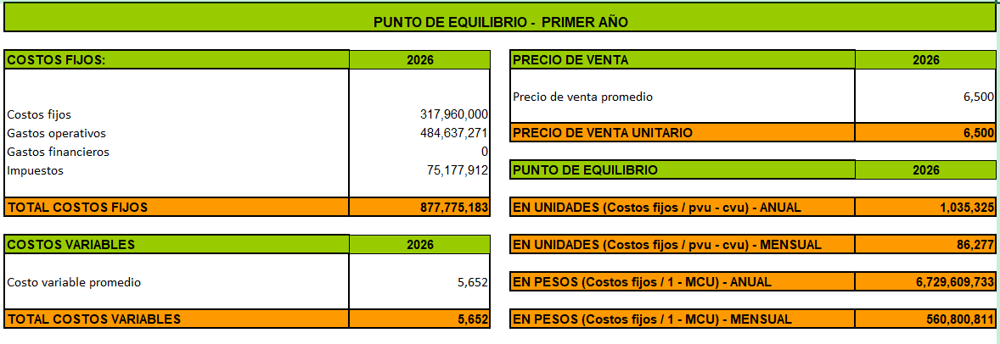 PUNTO DE EQUILIBRIO - PRIMER AÑO
COSTOS FIJOS: 2026
Costos fijos 317,960,000
Gastos operativos 484,637,271
Gastos financieros 0
Impuestos 75,177,912
TOTAL COSTOS FIJOS 877,775,183
COSTOS VARIABLES 2026
Costo variable promedio 5,652
TOTAL COSTOS VARIABLES 5,652
PRECIO DE VENTA 2026
Precio de venta promedio 6,500
PRECIO DE VENTA UNITARIO 6,500
PUNTO DE EQUILIBRIO 2026
EN UNIDADES (Costos fijos / pvu - cvu) - ANUAL 1,035,325
EN UNIDADES (Costos fijos / pvu - cvu) - MENSUAL 86,277
EN PESOS (Costos fijos / 1 - MCU) - ANUAL 6,729,609,733
EN PESOS (Costos fijos / 1 - MCU) - MENSUAL 560,800,811